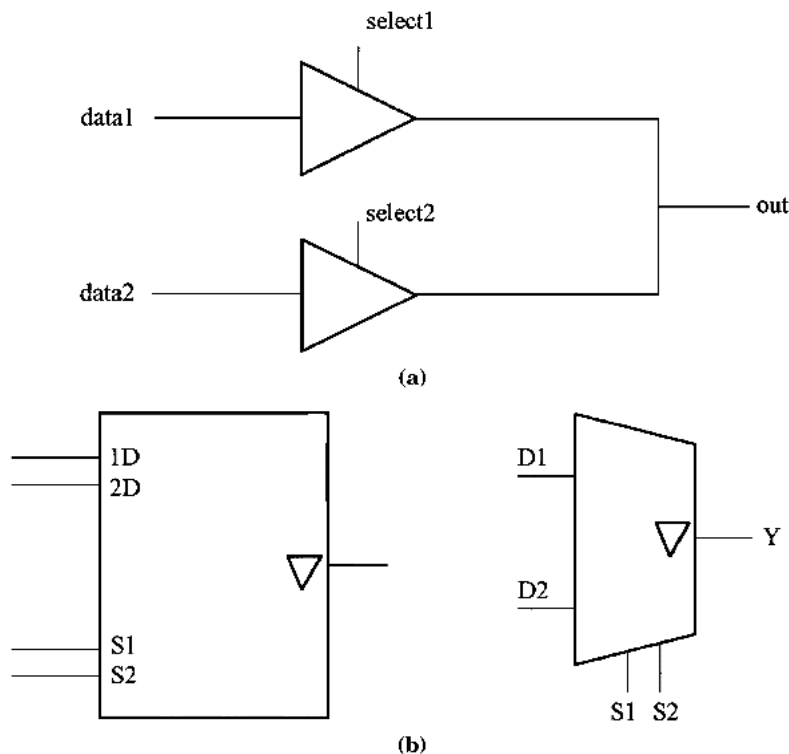 select1
data1
out
select2
data2
(a)
1D
2D
S1
S2
D1
D2
Y
S1 S2
(b)